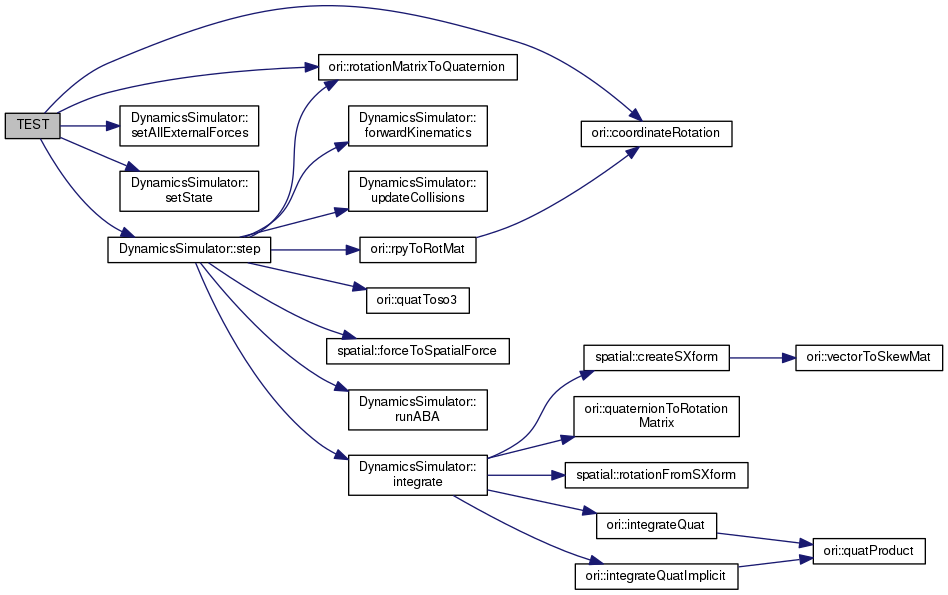 TEST
ori::rotationMatrixToQuaternion
DynamicsSimulator::
setAllExternalForces
DynamicsSimulator::
forwardKinematics
ori::coordinateRotation
DynamicsSimulator::
setState
DynamicsSimulator::
updateCollisions
DynamicsSimulator::step
ori::rpyToRotMat
ori::quatToso3
spatial::forceToSpatialForce
spatial::createSXform
ori::vectorToSkewMat
DynamicsSimulator::
runABA
ori::quaternionToRotation
Matrix
DynamicsSimulator::
integrate
spatial::rotationFromSXform
ori::integrateQuat
ori::quatProduct
ori::integrateQuatImplicit